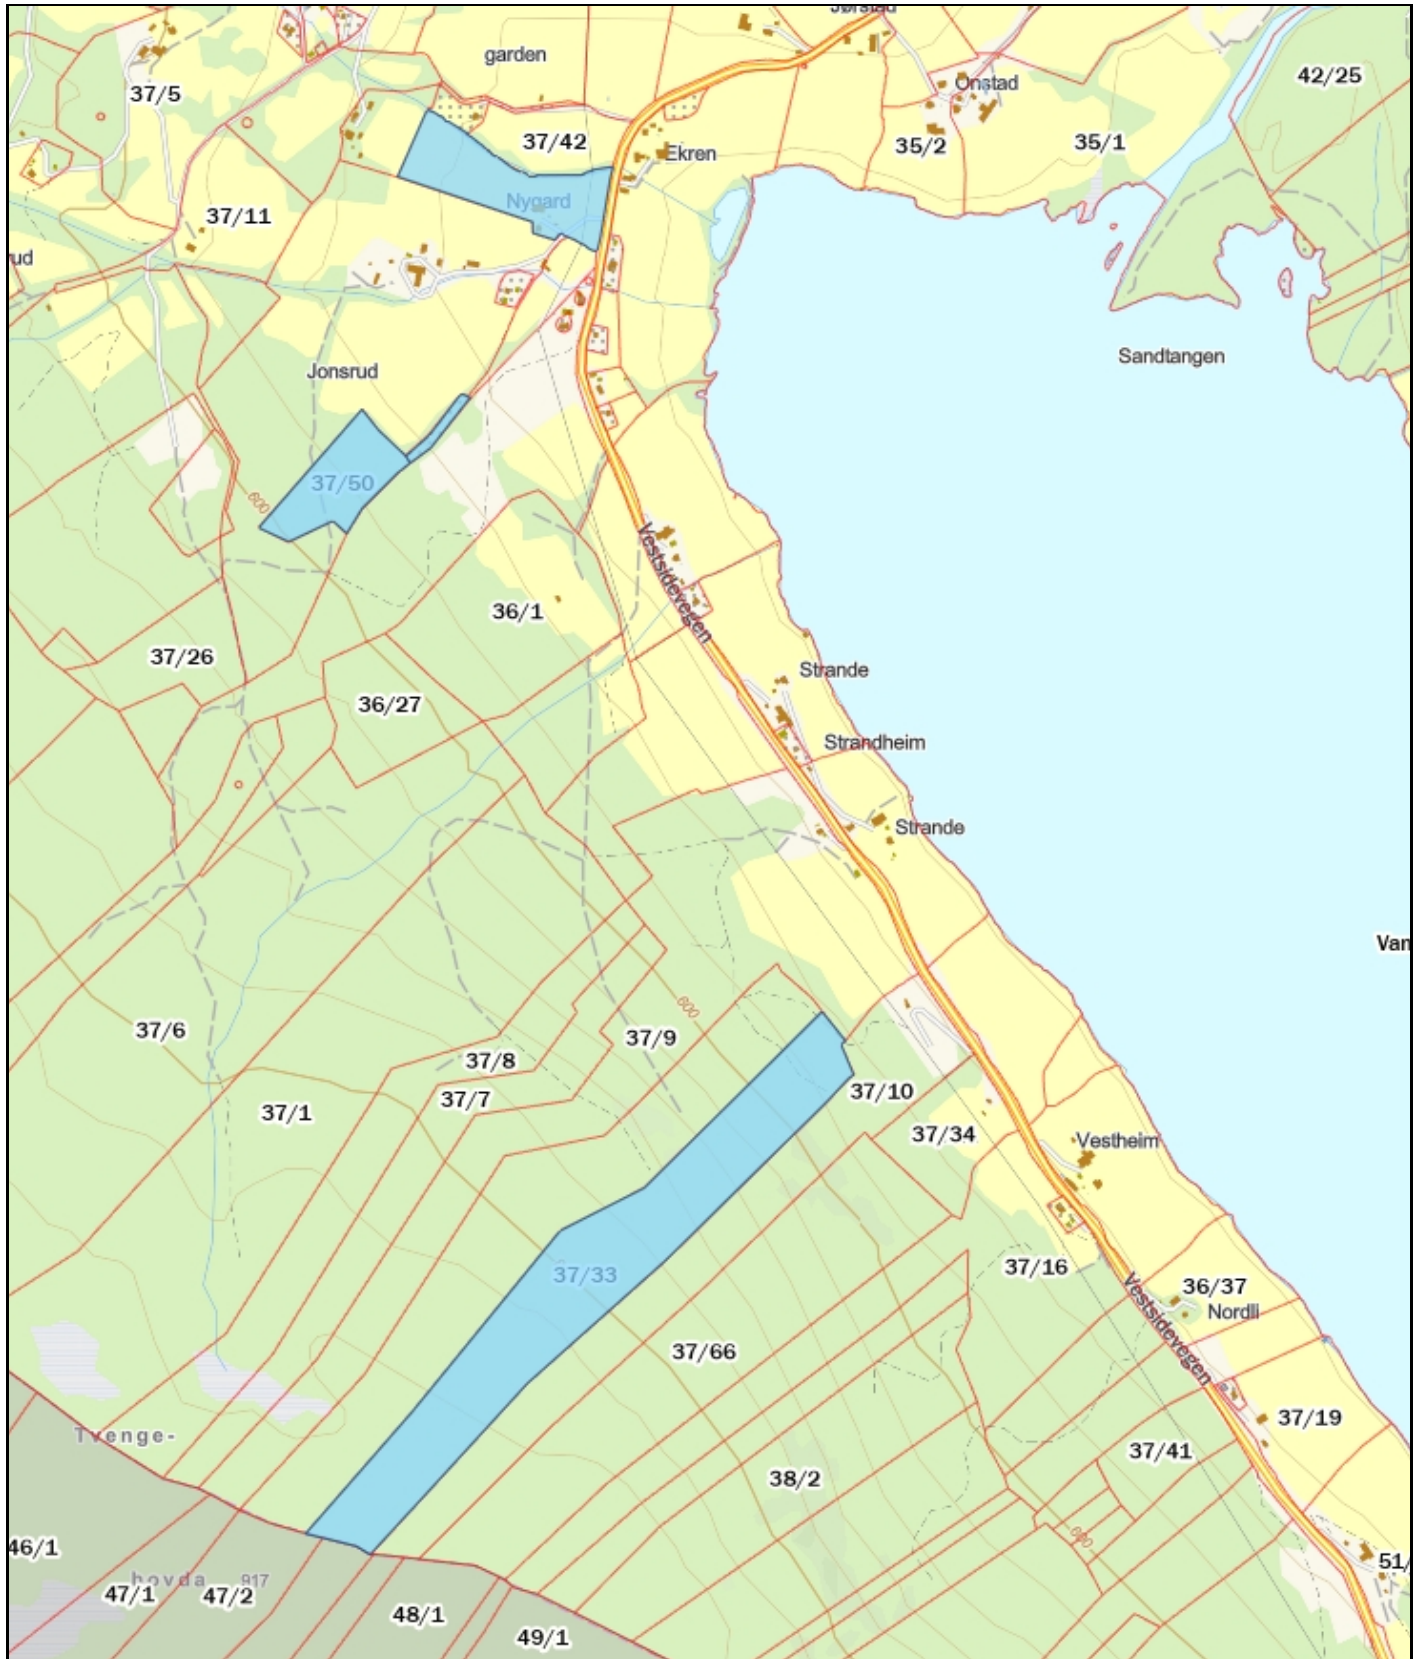 Jørstad
garden
42/25
37/5
Onstad
37/42
35/2
35/1
Ekren
Nygard
37/11
ud
Sandtangen
Jonsrud
37/50
600
Vestsidevegen
36/1
37/26
Strande
36/27
Strandheim
Strande
Van
600
37/6
37/9
37/8
37/10
37/7
37/1
37/34
Vestheim
37/16
37/33
36/37
Nordli
Vestsidevegen
37/66
37/19
Tvenge-
37/41
38/2
600
46/1
51/
hovda 917
47/1
47/2
48/1
49/1